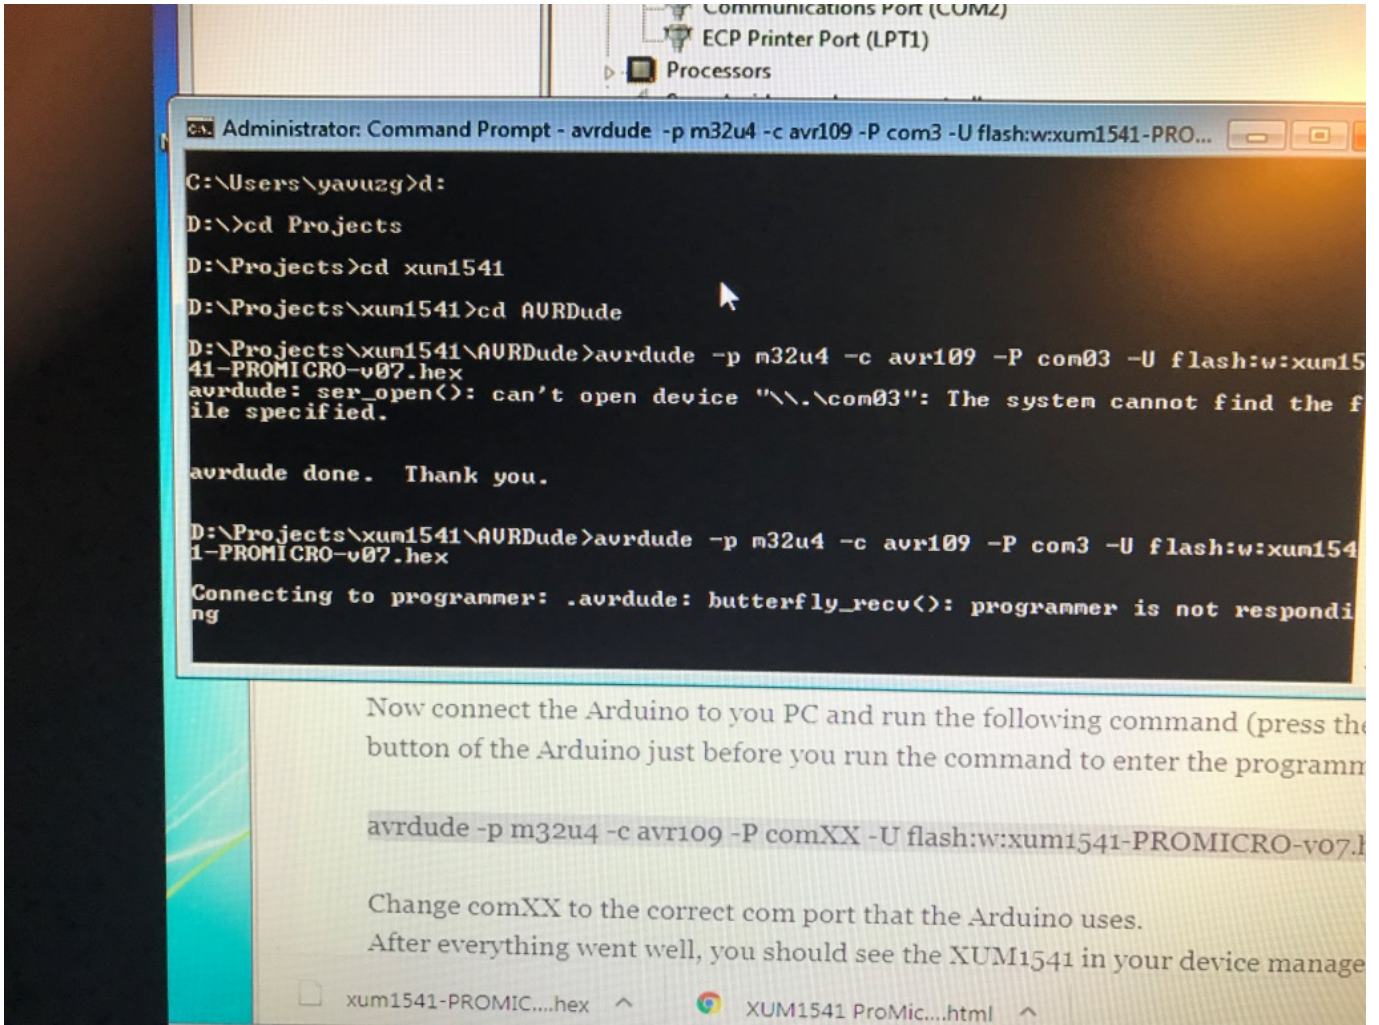 Communications Port (COM2)
ECP Printer Port (LPT1)
Processors
Administrator: Command Prompt - avrdude -p m32u4 -c avr109 -P com3 -U flash:w:xum1541-PRO...
C:\Users\yavuzg>d:
D:\>cd Projects
D:\Projects>cd xum1541
D:\Projects\xum1541>cd AVRDude
D:\Projects\xum1541\AVRDude>avrdude -p m32u4 -c avr109 -P com03 -U flash:w:xum15
41-PROMICRO-v07.hex
avrdude: ser_open(): can't open device "\\.\com03": The system cannot find the f
ile specified.
avrdude done.  Thank you.
D:\Projects\xum1541\AVRDude>avrdude -p m32u4 -c avr109 -P com3 -U flash:w:xum154
1-PROMICRO-v07.hex
Connecting to programmer: .avrdude: butterfly_recv(): programmer is not respondi
ng
Now connect the Arduino to you PC and run the following command (press the
button of the Arduino just before you run the command to enter the programm
avrdude -p m32u4 -c avr109 -P comXX -U flash:w:xum1541-PROMICRO-v07.h
Change comXX to the correct com port that the Arduino uses.
After everything went well, you should see the XUM1541 in your device manage
xum1541-PROMIC....hex
XUM1541 ProMic....html